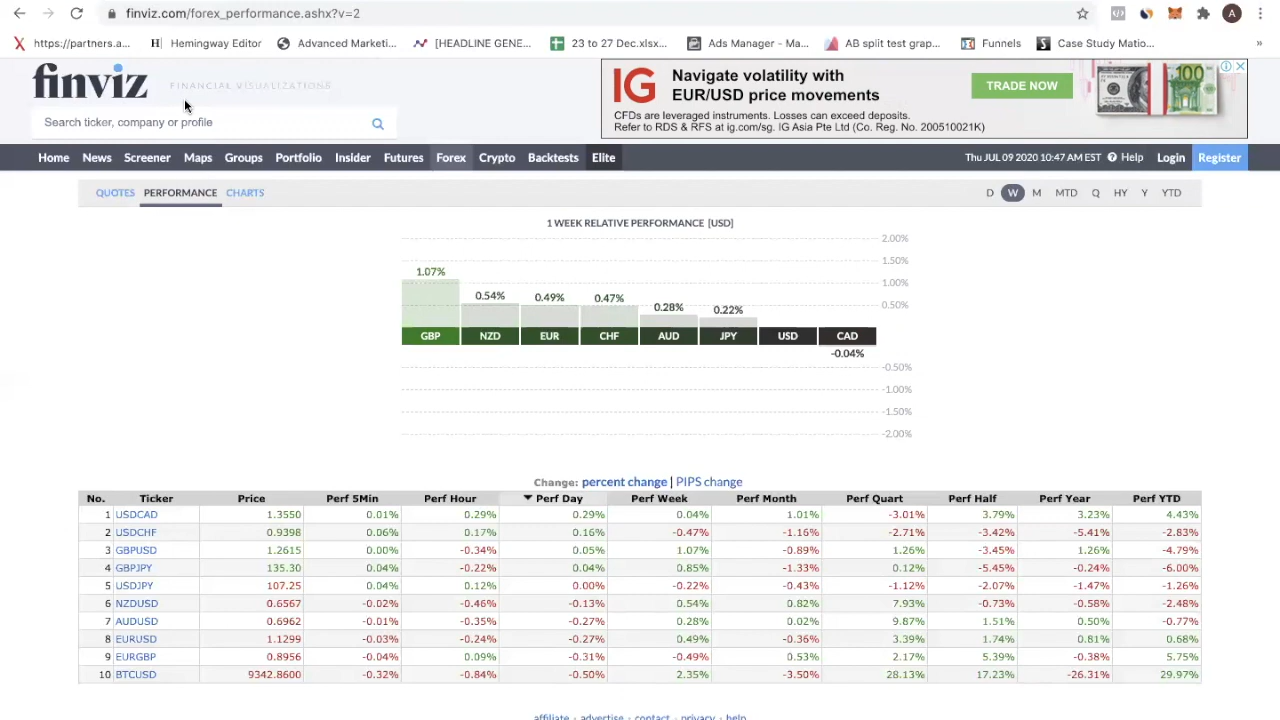 finviz.com/forex_performance.ashx?v=2
A
https://partners.a... Hemingway Editor Advanced Marketi... [HEADLINE GENE... 23 to 27 Dec.xlsx... Ads Manager - Ma... AB split test grap... Funnels Case Study Matio... »
finviz FINANCIAL VISUALIZATIONS
Search ticker, company or profile
IG Navigate volatility with
EUR/USD price movements
TRADE NOW
CFDs are leveraged instruments. Losses can exceed deposits.
Refer to RDS & RFS at ig.com/sg. IG Asia Pte Ltd (Co. Reg. No. 200510021K)
100
Home News Screener Maps Groups Portfolio Insider Futures Forex Crypto Backtests Elite Thu JUL 09 2020 10:47 AM EST Help Login Register
QUOTES PERFORMANCE CHARTS D W M MTD Q HY Y YTD
1 WEEK RELATIVE PERFORMANCE [USD]
2.00%
1.50%
1.07%
1.00%
0.54% 0.49% 0.47% 0.28% 0.22% 0.50%
GBP NZD EUR CHF AUD JPY USD CAD
-0.04%
-0.50%
-1.00%
-1.50%
-2.00%
Change: percent change | PIPS change
No. Ticker Price Perf 5Min Perf Hour Perf Day Perf Week Perf Month Perf Quart Perf Half Perf Year Perf YTD
1 USDCAD 1.3550 0.01% 0.29% 0.29% 0.04% 1.01% -3.01% 3.79% 3.23% 4.43%
2 USDCHF 0.9398 0.06% 0.17% 0.16% -0.47% -1.16% -2.71% -3.42% -5.41% -2.83%
3 GBPUSD 1.2615 0.00% -0.34% 0.05% 1.07% -0.89% 1.26% -3.45% 1.26% -4.79%
4 GBPJPY 135.30 0.04% -0.22% 0.04% 0.85% -1.33% 0.12% -5.45% -0.24% -6.00%
5 USDJPY 107.25 0.04% 0.12% 0.00% -0.22% -0.43% -1.12% -2.07% -1.47% -1.26%
6 NZDUSD 0.6567 -0.02% -0.46% -0.13% 0.54% 0.82% 7.93% -0.73% -0.58% -2.48%
7 AUDUSD 0.6962 -0.01% -0.35% -0.27% 0.28% 0.02% 9.87% 1.51% 0.50% -0.77%
8 EURUSD 1.1299 -0.03% -0.24% -0.27% 0.49% -0.36% 3.39% 1.74% 0.81% 0.68%
9 EURGBP 0.8956 -0.04% 0.09% -0.31% -0.49% 0.53% 2.17% 5.39% -0.38% 5.75%
10 BTCUSD 9342.8600 -0.32% -0.84% -0.50% 2.35% -3.50% 28.13% 17.23% -26.31% 29.97%
affiliate · advertise · contact · privacy · help